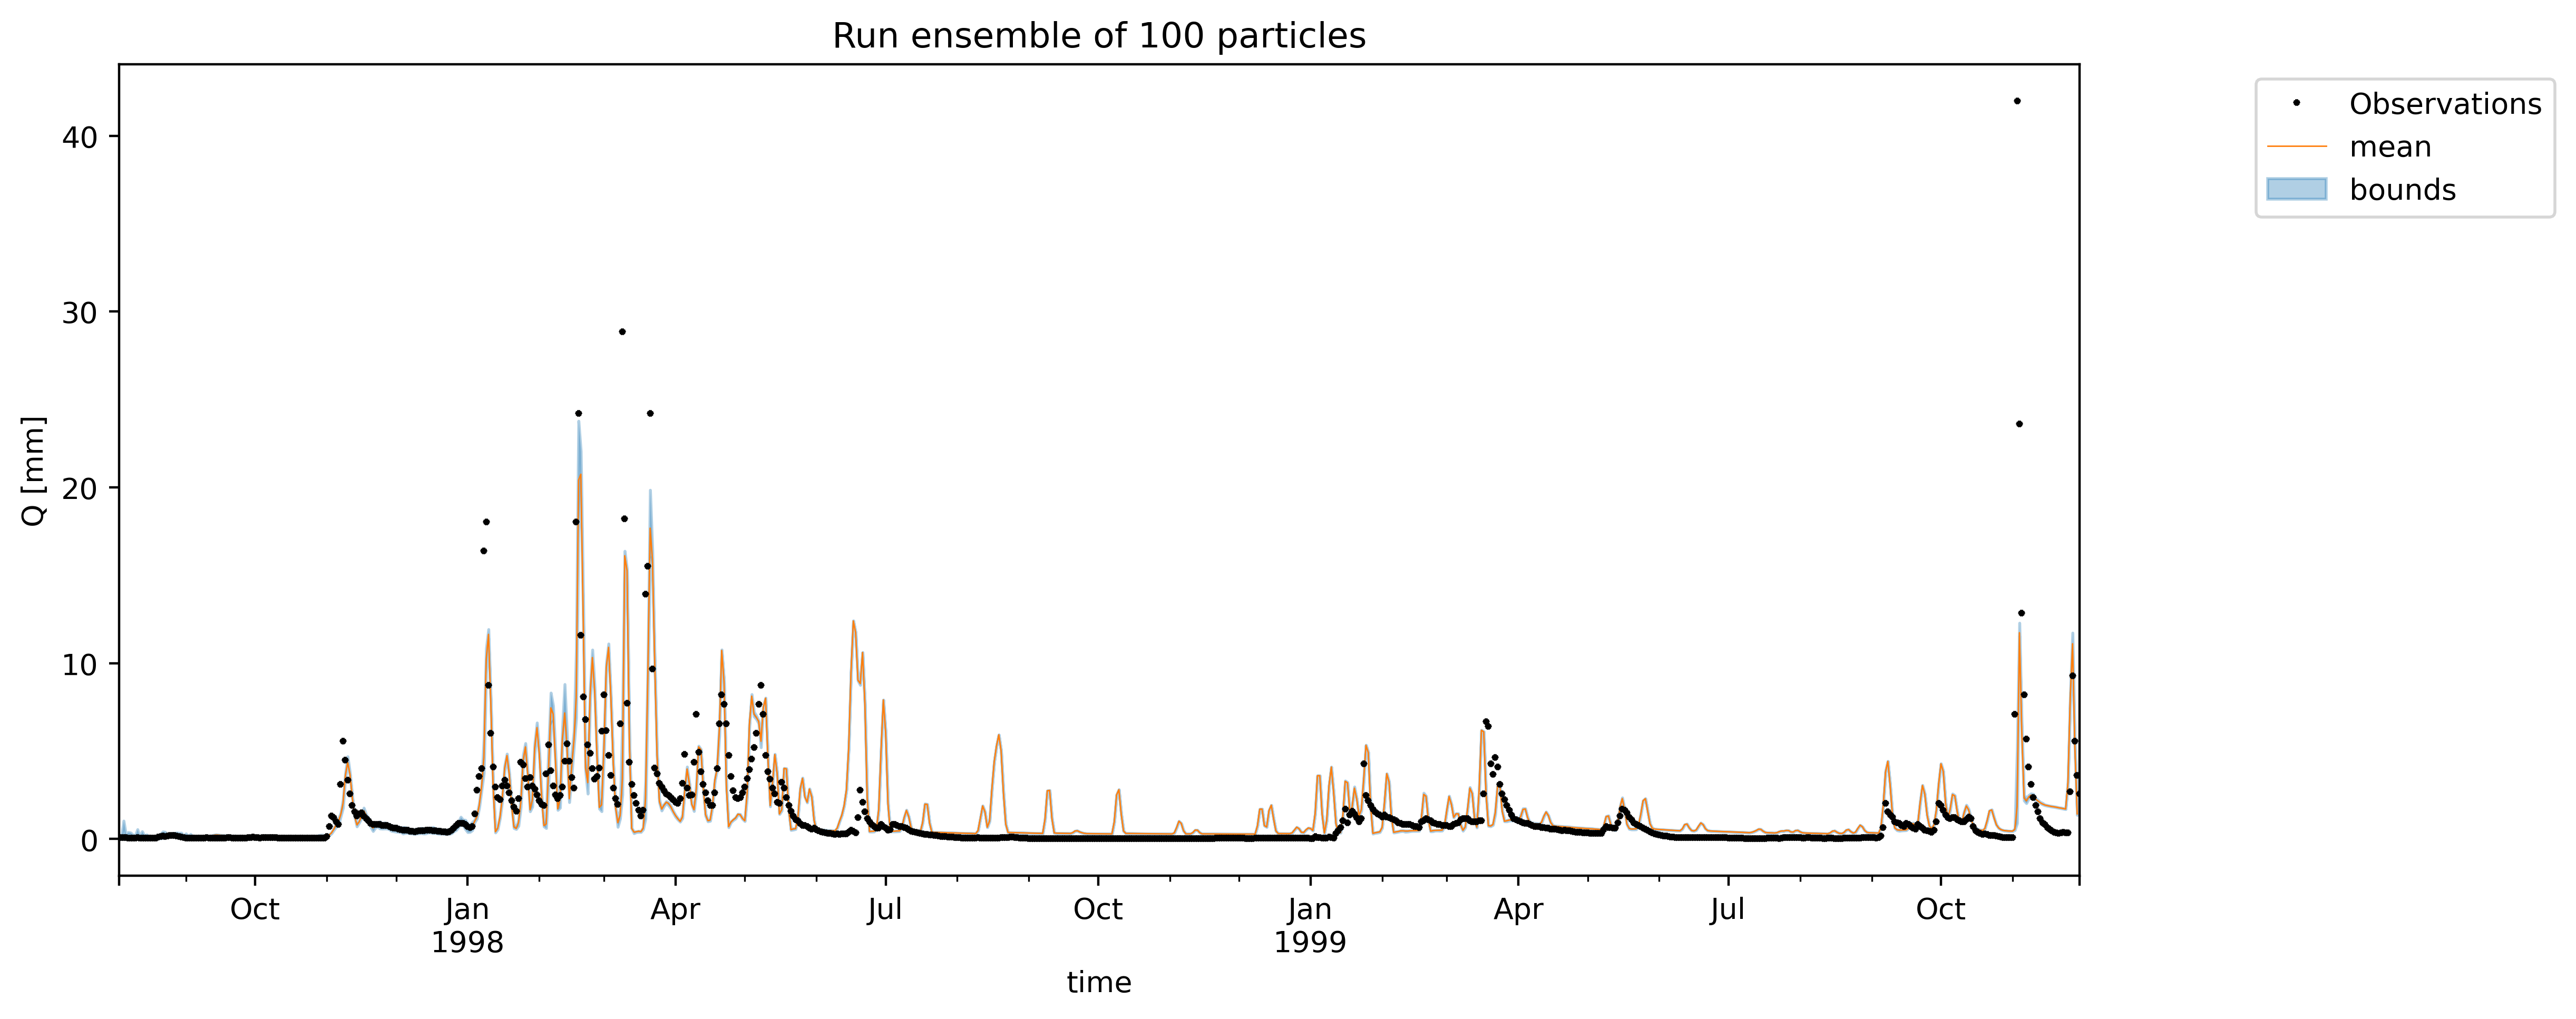 Run ensemble of 100 particles
Observations
mean
bounds
Q [mm]
40
30
20
10
0
Oct
Jan
1998
Apr
Jul
Oct
Jan
1999
Apr
Jul
Oct
time